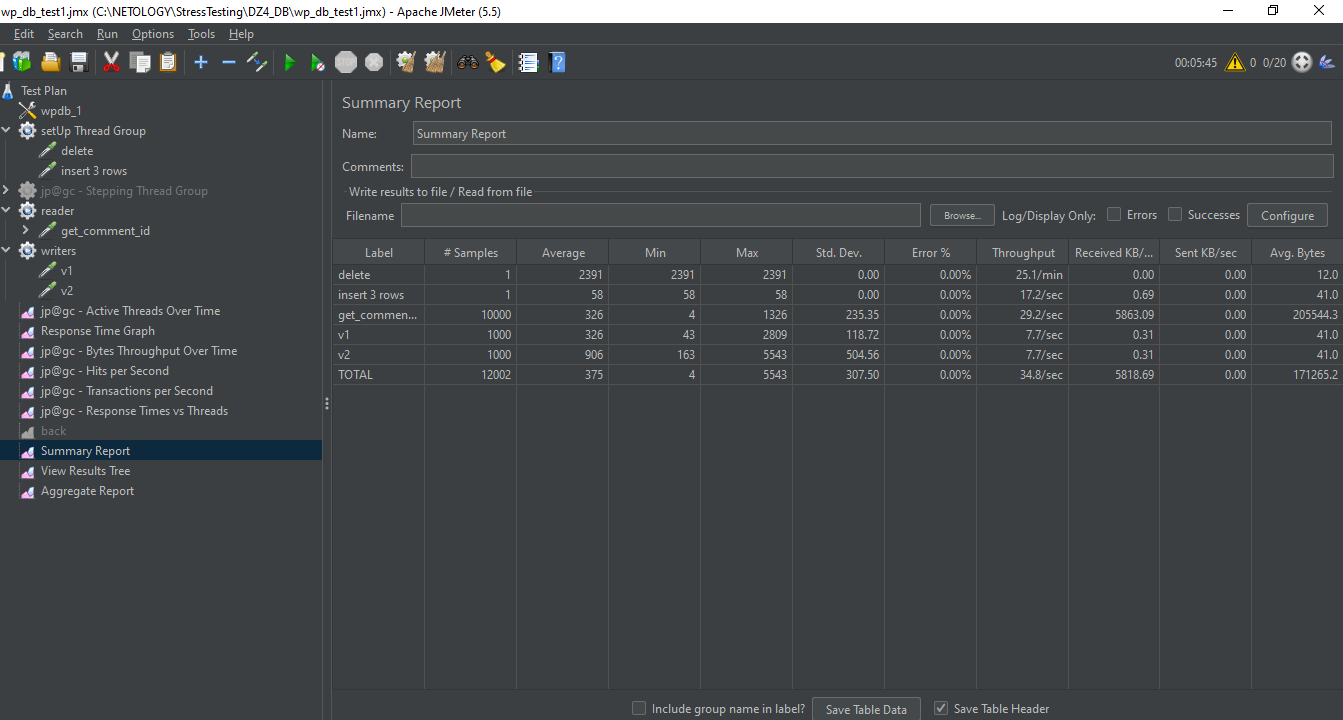 wp_db_test1.jmx (C:\NETOLOGY\StressTesting\DZ4_DB\wp_db_test1.jmx) - Apache JMeter (5.5)
Edit Search Run Options Tools Help
STOP 00:05:45 0 0/20
Test Plan
wpdb_1
setUp Thread Group
delete
insert 3 rows
jp@gc - Stepping Thread Group
reader
get_comment_id
writers
v1
v2
jp@gc - Active Threads Over Time
Response Time Graph
jp@gc - Bytes Throughput Over Time
jp@gc - Hits per Second
jp@gc - Transactions per Second
jp@gc - Response Times vs Threads
back
Summary Report
View Results Tree
Aggregate Report
Summary Report
Name: Summary Report
Comments:
Write results to file / Read from file
Filename Browse... Log/Display Only: Errors Successes Configure
Label # Samples Average Min Max Std. Dev. Error % Throughput Received KB/... Sent KB/sec Avg. Bytes
delete 1 2391 2391 2391 0.00 0.00% 25.1/min 0.00 0.00 12.0
insert 3 rows 1 58 58 58 0.00 0.00% 17.2/sec 0.69 0.00 41.0
get_commen... 10000 326 4 1326 235.35 0.00% 29.2/sec 5863.09 0.00 205544.3
v1 1000 326 43 2809 118.72 0.00% 7.7/sec 0.31 0.00 41.0
v2 1000 906 163 5543 504.56 0.00% 7.7/sec 0.31 0.00 41.0
TOTAL 12002 375 4 5543 307.50 0.00% 34.8/sec 5818.69 0.00 171265.2
Include group name in label? Save Table Data Save Table Header